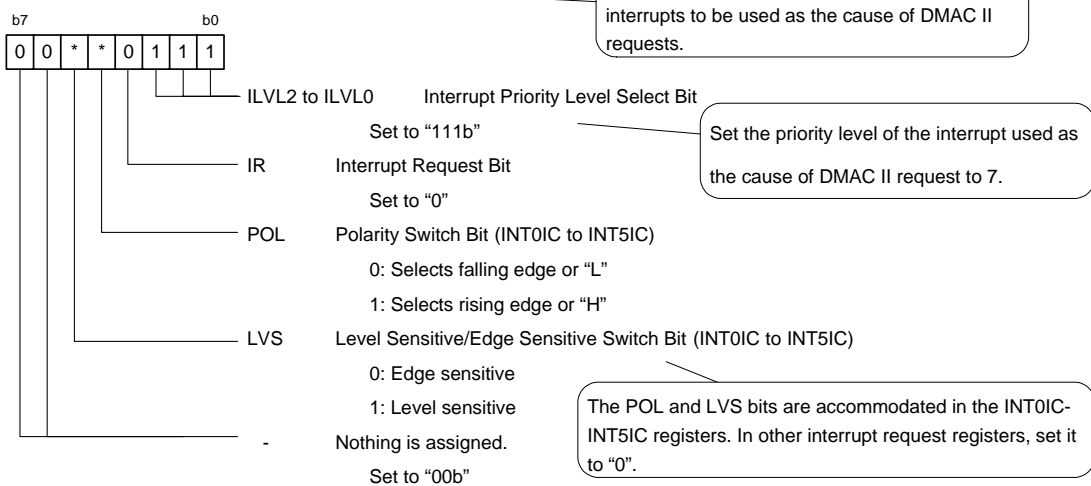 interrupts to be used as the cause of DMAC II
requests.
b7 b0
0 0 * * 0 1 1 1
ILVL2 to ILVL0 Interrupt Priority Level Select Bit
Set to “111b”
Set the priority level of the interrupt used as
the cause of DMAC II request to 7.
IR Interrupt Request Bit
Set to “0”
POL Polarity Switch Bit (INT0IC to INT5IC)
0: Selects falling edge or “L”
1: Selects rising edge or “H”
LVS Level Sensitive/Edge Sensitive Switch Bit (INT0IC to INT5IC)
0: Edge sensitive
1: Level sensitive
The POL and LVS bits are accommodated in the INT0IC-
INT5IC registers. In other interrupt request registers, set it
to “0”.
- Nothing is assigned.
Set to “00b”